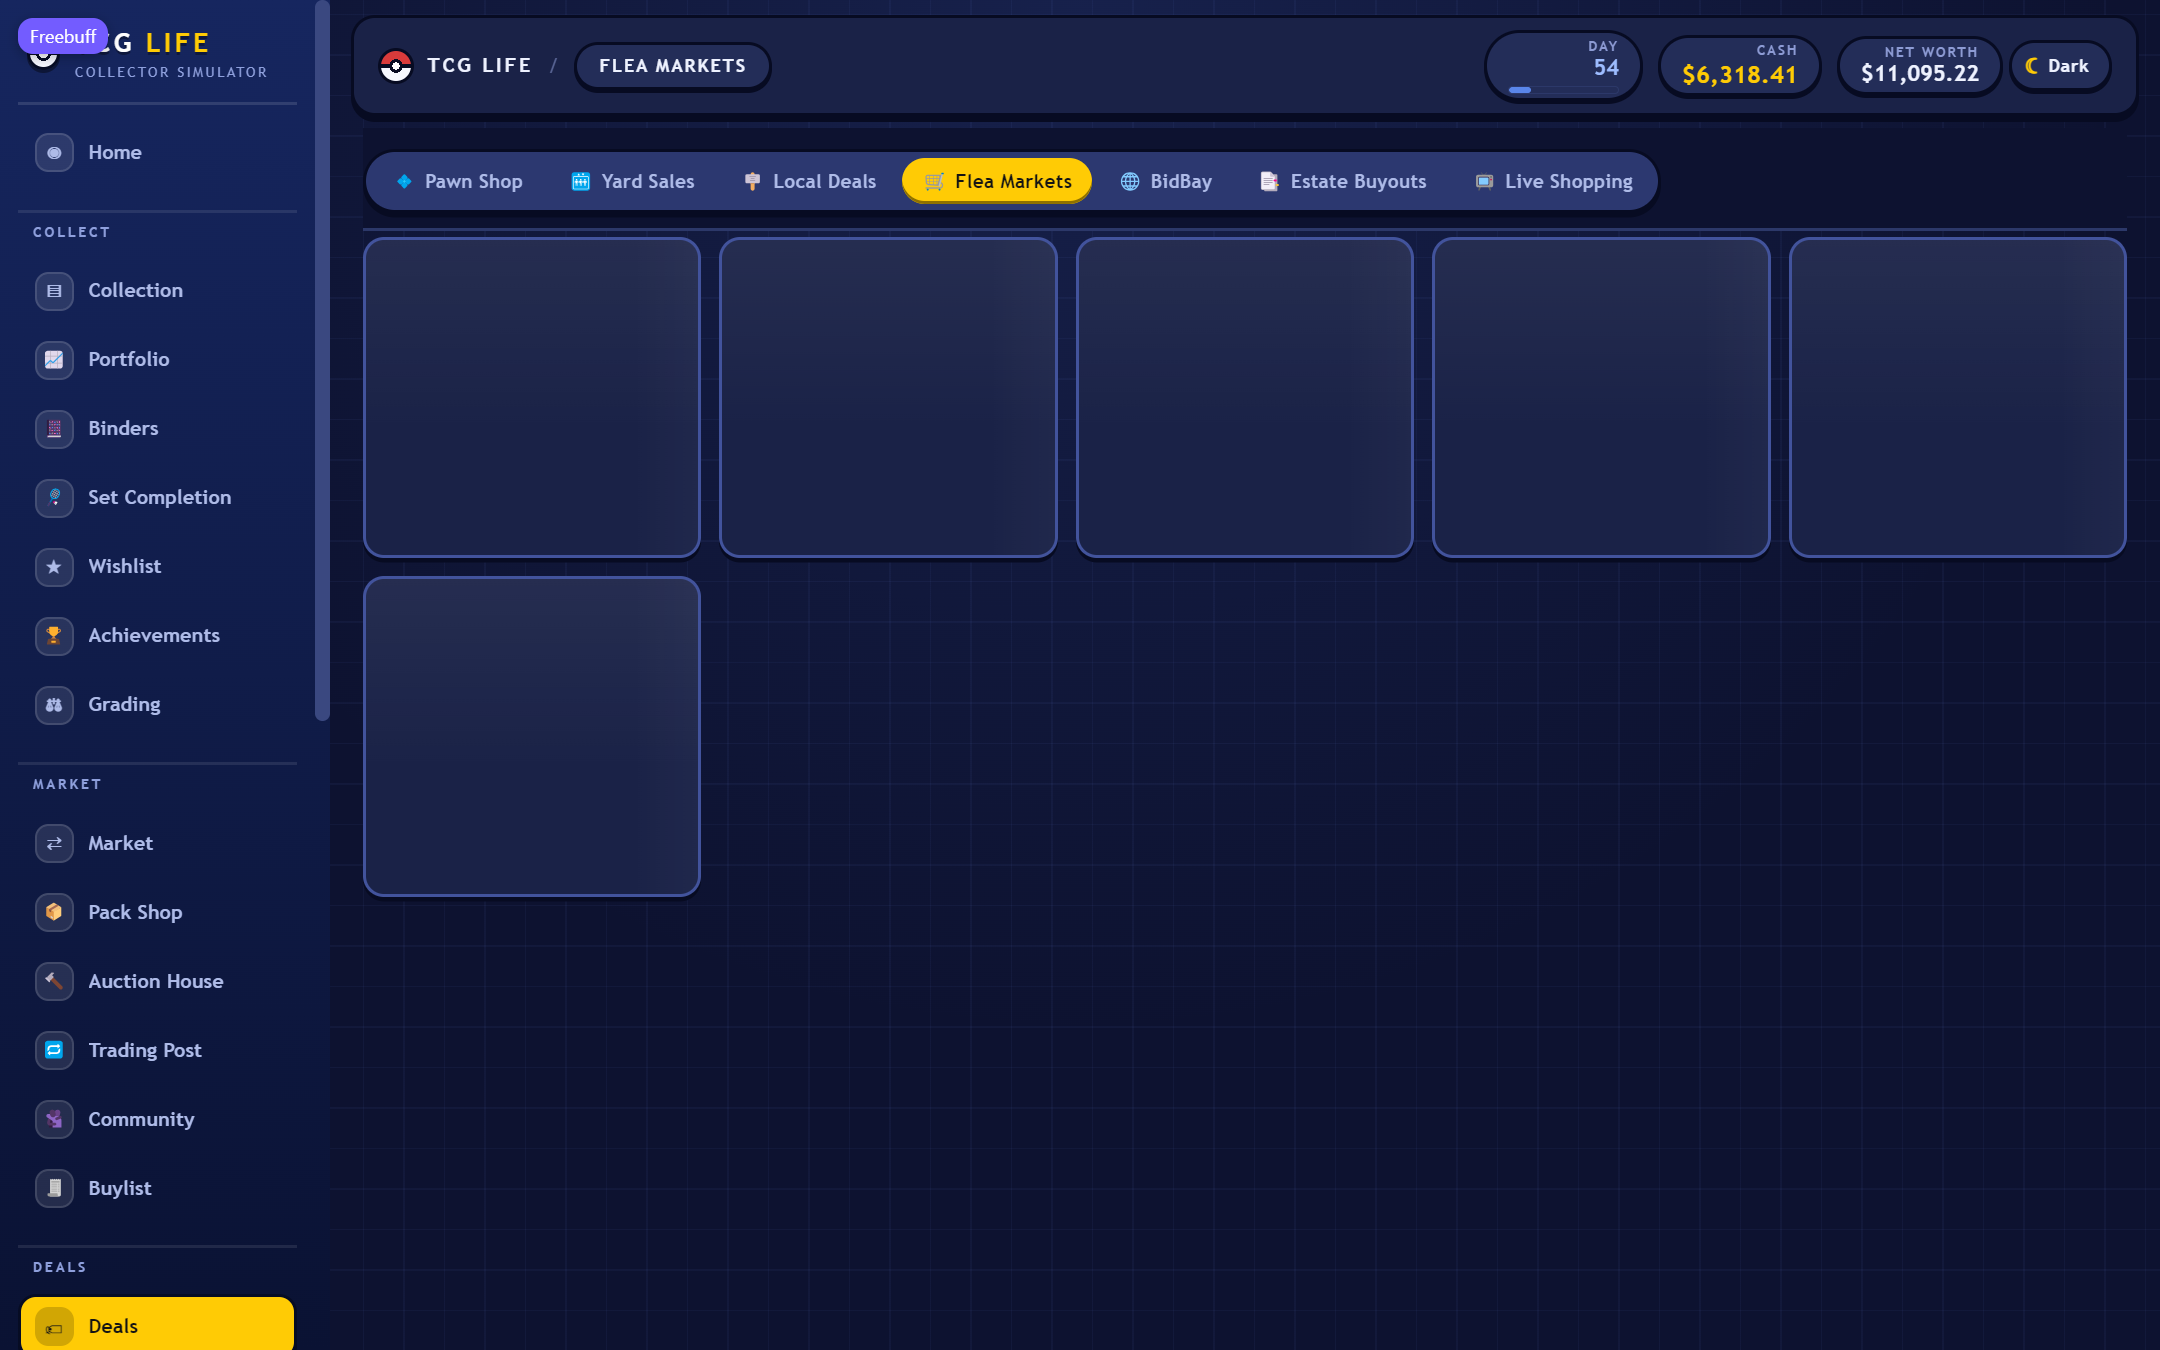 Freebuff
CG LIFE
COLLECTOR SIMULATOR
Home
COLLECT
Collection
Portfolio
Binders
Set Completion
Wishlist
Achievements
Grading
MARKET
Market
Pack Shop
Auction House
Trading Post
Community
Buylist
DEALS
Deals
TCG LIFE / FLEA MARKETS
DAY
54
CASH
$6,318.41
NET WORTH
$11,095.22
Dark
Pawn Shop
Yard Sales
Local Deals
Flea Markets
BidBay
Estate Buyouts
Live Shopping